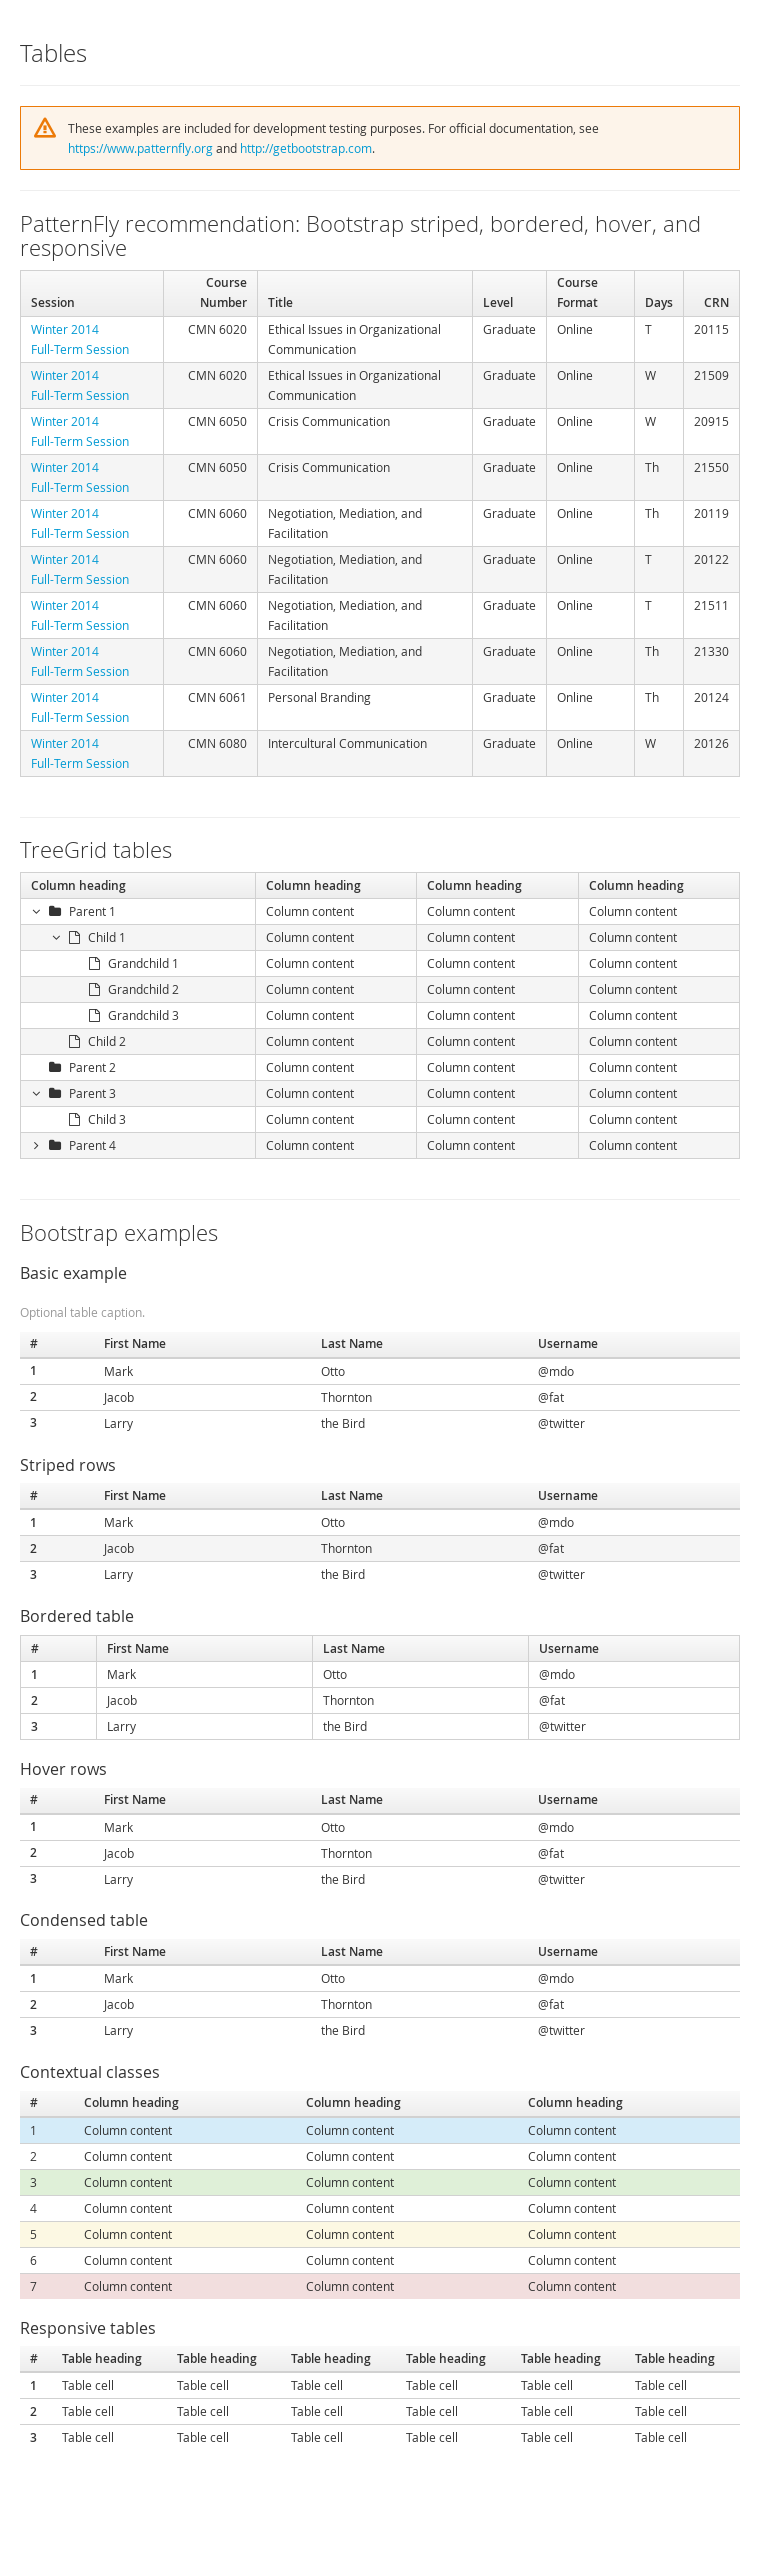 Tables
These examples are included for development testing purposes. For official documentation, see
https://www.patternfly.org and http://getbootstrap.com.
PatternFly recommendation: Bootstrap striped, bordered, hover, and
responsive
Session Course Number Title Level Course Format Days CRN
Winter 2014 CMN 6020 Ethical Issues in Organizational Graduate Online T 20115
Full-Term Session Communication
Winter 2014 CMN 6020 Ethical Issues in Organizational Graduate Online W 21509
Full-Term Session Communication
Winter 2014 CMN 6050 Crisis Communication Graduate Online W 20915
Full-Term Session
Winter 2014 CMN 6050 Crisis Communication Graduate Online Th 21550
Full-Term Session
Winter 2014 CMN 6060 Negotiation, Mediation, and Graduate Online Th 20119
Full-Term Session Facilitation
Winter 2014 CMN 6060 Negotiation, Mediation, and Graduate Online T 20122
Full-Term Session Facilitation
Winter 2014 CMN 6060 Negotiation, Mediation, and Graduate Online T 21511
Full-Term Session Facilitation
Winter 2014 CMN 6060 Negotiation, Mediation, and Graduate Online Th 21330
Full-Term Session Facilitation
Winter 2014 CMN 6061 Personal Branding Graduate Online Th 20124
Full-Term Session
Winter 2014 CMN 6080 Intercultural Communication Graduate Online W 20126
Full-Term Session
TreeGrid tables
Column heading Column heading Column heading Column heading
Parent 1 Column content Column content Column content
Child 1 Column content Column content Column content
Grandchild 1 Column content Column content Column content
Grandchild 2 Column content Column content Column content
Grandchild 3 Column content Column content Column content
Child 2 Column content Column content Column content
Parent 2 Column content Column content Column content
Parent 3 Column content Column content Column content
Child 3 Column content Column content Column content
Parent 4 Column content Column content Column content
Bootstrap examples
Basic example
Optional table caption.
# First Name Last Name Username
1 Mark Otto @mdo
2 Jacob Thornton @fat
3 Larry the Bird @twitter
Striped rows
# First Name Last Name Username
1 Mark Otto @mdo
2 Jacob Thornton @fat
3 Larry the Bird @twitter
Bordered table
# First Name Last Name Username
1 Mark Otto @mdo
2 Jacob Thornton @fat
3 Larry the Bird @twitter
Hover rows
# First Name Last Name Username
1 Mark Otto @mdo
2 Jacob Thornton @fat
3 Larry the Bird @twitter
Condensed table
# First Name Last Name Username
1 Mark Otto @mdo
2 Jacob Thornton @fat
3 Larry the Bird @twitter
Contextual classes
# Column heading Column heading Column heading
1 Column content Column content Column content
2 Column content Column content Column content
3 Column content Column content Column content
4 Column content Column content Column content
5 Column content Column content Column content
6 Column content Column content Column content
7 Column content Column content Column content
Responsive tables
# Table heading Table heading Table heading Table heading Table heading Table heading
1 Table cell Table cell Table cell Table cell Table cell Table cell
2 Table cell Table cell Table cell Table cell Table cell Table cell
3 Table cell Table cell Table cell Table cell Table cell Table cell